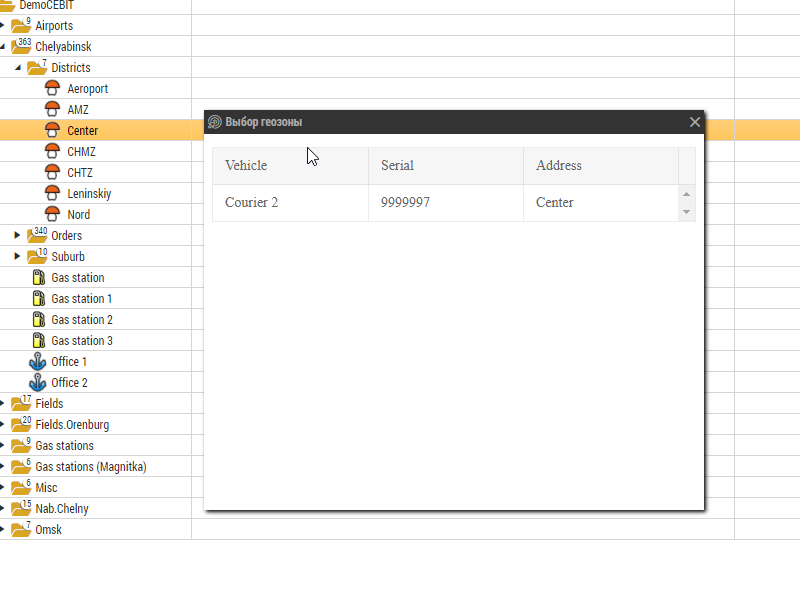 DemoCEBIT
9 Airports
363 Chelyabinsk
7 Districts
Aeroport
AMZ
Center
CHMZ
CHTZ
Leninskiy
Nord
340 Orders
10 Suburb
Gas station
Gas station 1
Gas station 2
Gas station 3
Office 1
Office 2
17 Fields
20 Fields.Orenburg
9 Gas stations
6 Gas stations (Magnitka)
6 Misc
15 Nab.Chelny
7 Omsk
Выбор геозоны
Vehicle Serial Address
Courier 2 9999997 Center